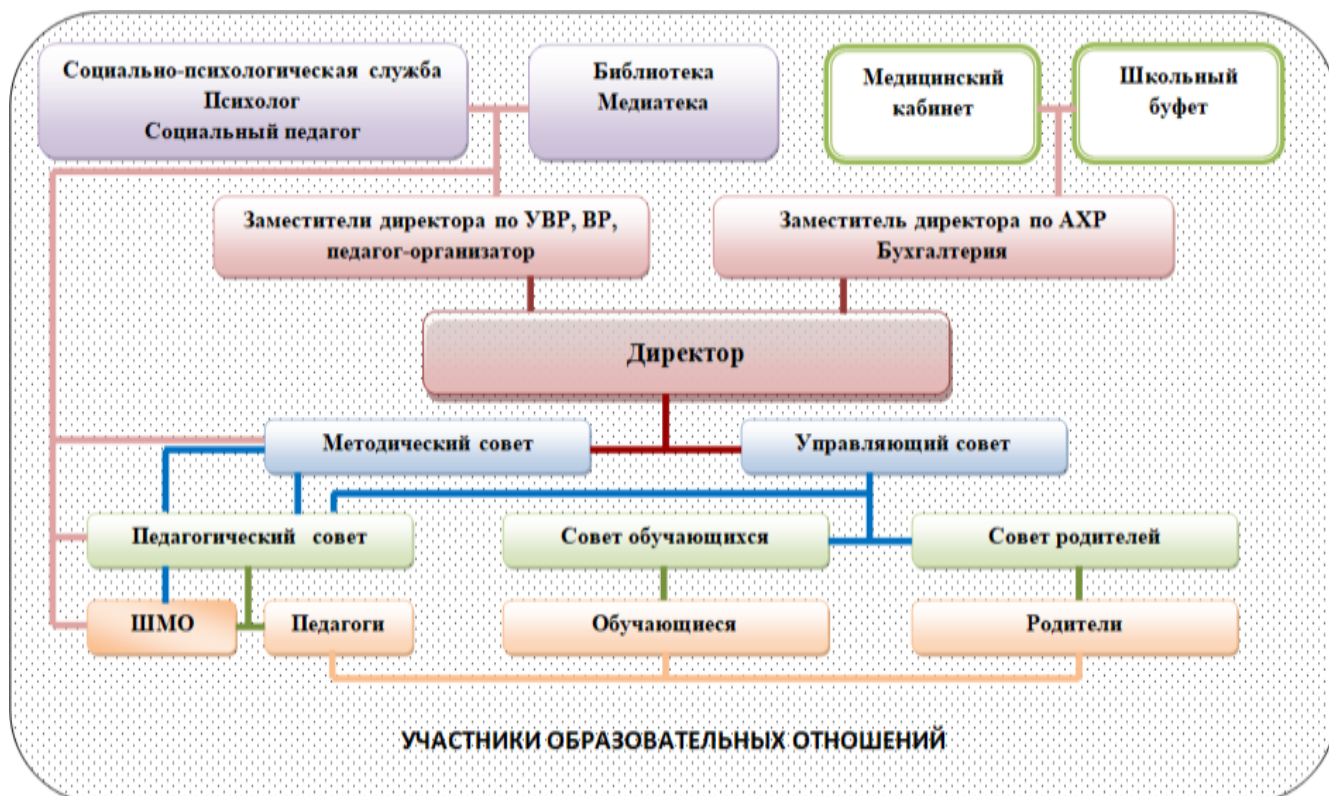 Социально-психологическая служба
Психолог
Социальный педагог
Библиотека
Медиатека
Медицинский
кабинет
Школьный
буфет
Заместители директора по УВР, ВР,
педагог-организатор
Заместитель директора по АХР
Бухгалтерия
Директор
Методический совет
Управляющий совет
Педагогический совет
Совет обучающихся
Совет родителей
ШМО
Педагоги
Обучающиеся
Родители
УЧАСТНИКИ ОБРАЗОВАТЕЛЬНЫХ ОТНОШЕНИЙ